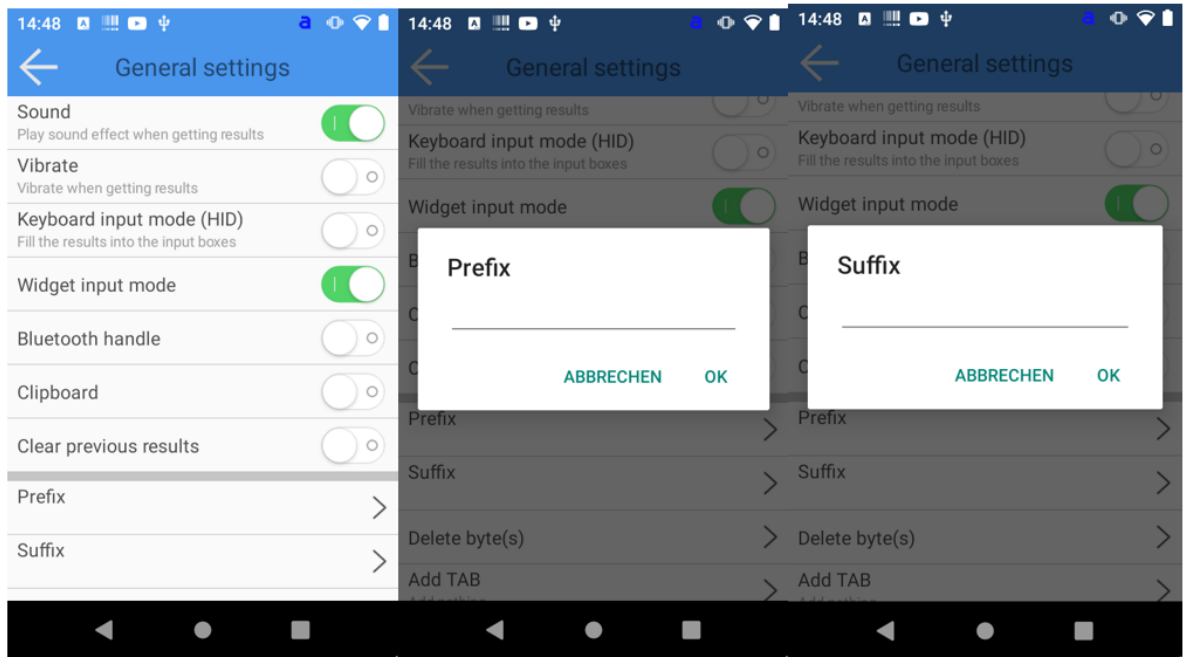 14:48
General settings
Sound
Play sound effect when getting results
Vibrate
Vibrate when getting results
Keyboard input mode (HID)
Fill the results into the input boxes
Widget input mode
Bluetooth handle
Clipboard
Clear previous results
Prefix
Suffix
14:48
General settings
Vibrate when getting results
Keyboard input mode (HID)
Fill the results into the input boxes
Widget input mode
B
Prefix
C
C
ABBRECHEN OK
Prefix
Suffix
Delete byte(s)
Add TAB
Add nothing
14:48
General settings
Vibrate when getting results
Keyboard input mode (HID)
Fill the results into the input boxes
Widget input mode
B
Suffix
C
C
ABBRECHEN OK
Prefix
Suffix
Delete byte(s)
Add TAB